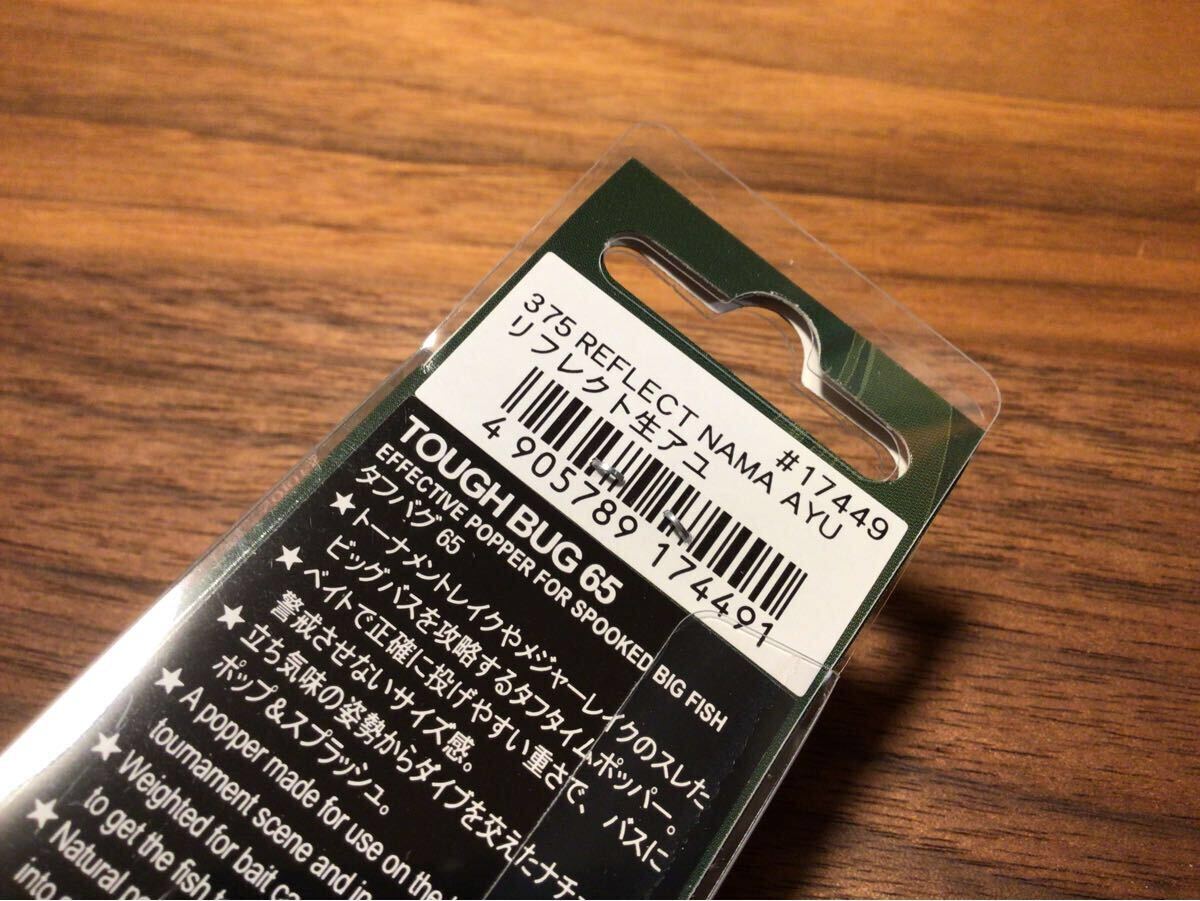 #17449
375 REFLECT NAMA AYU
リフレクト生アユ
4 905789 174491
TOUGH BUG 65
EFFECTIVE POPPER FOR SPOOKED BIG FISH
タフバグ 65
★トーナメントレイクやメジャーレイクのスレた
ビッグバスを攻略するタフタイムポッパー。
★ベイトで正確に投げやすい重さで、バスに
警戒させないサイズ感。
★立ち気味の姿勢からダイブを交えたナチ
ポップ&スプラッシュ。
★A popper made for use on the
tournament scene and
★Weighted for bait
to get the fish
★Natural
into